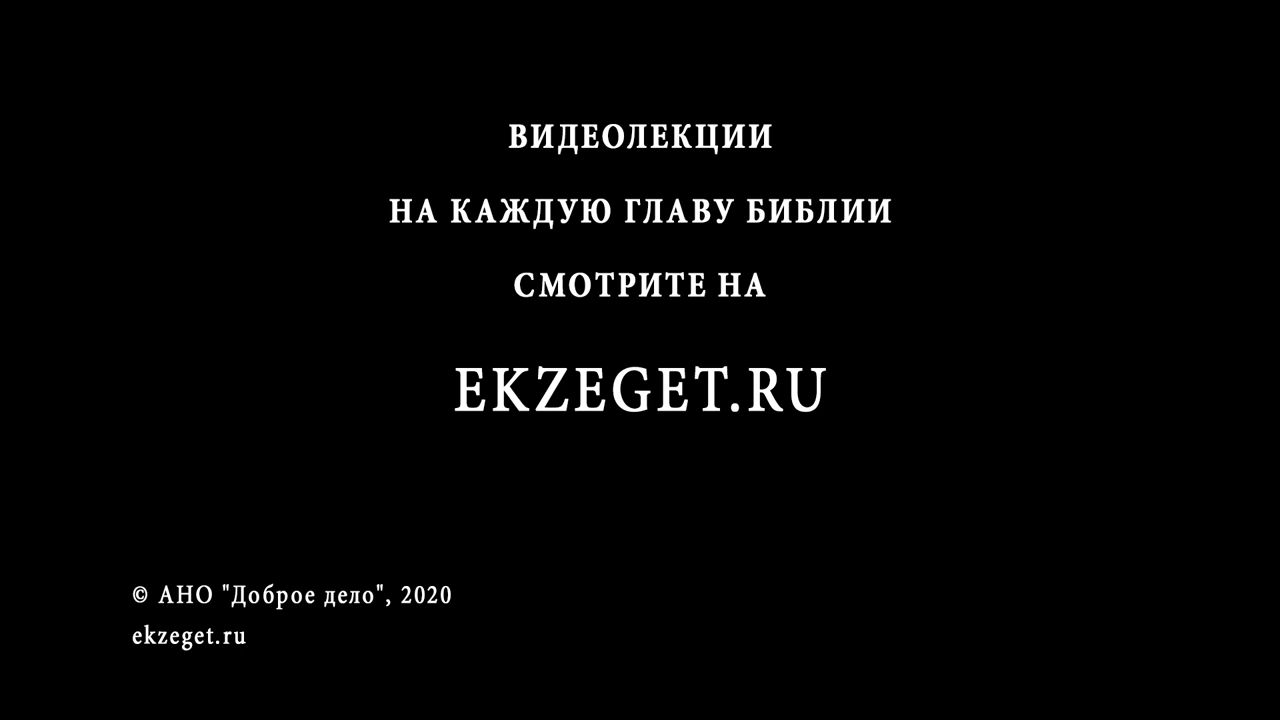 ВИДЕОЛЕКЦИИ
НА КАЖДУЮ ГЛАВУ БИБЛИИ
СМОТРИТЕ НА
EKZEGET.RU
© АНО "Доброе дело", 2020
ekzeget.ru